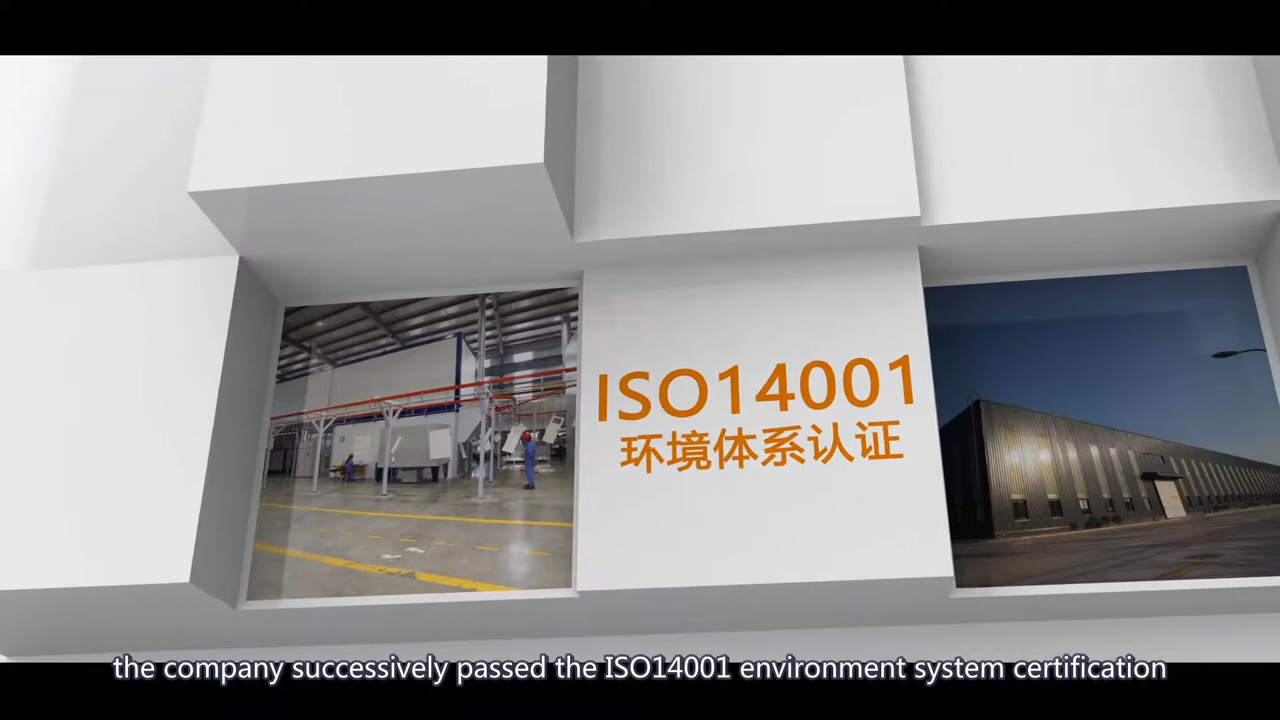 ISO14001
环境体系认证
the company successively passed the ISO14001 environment system certification